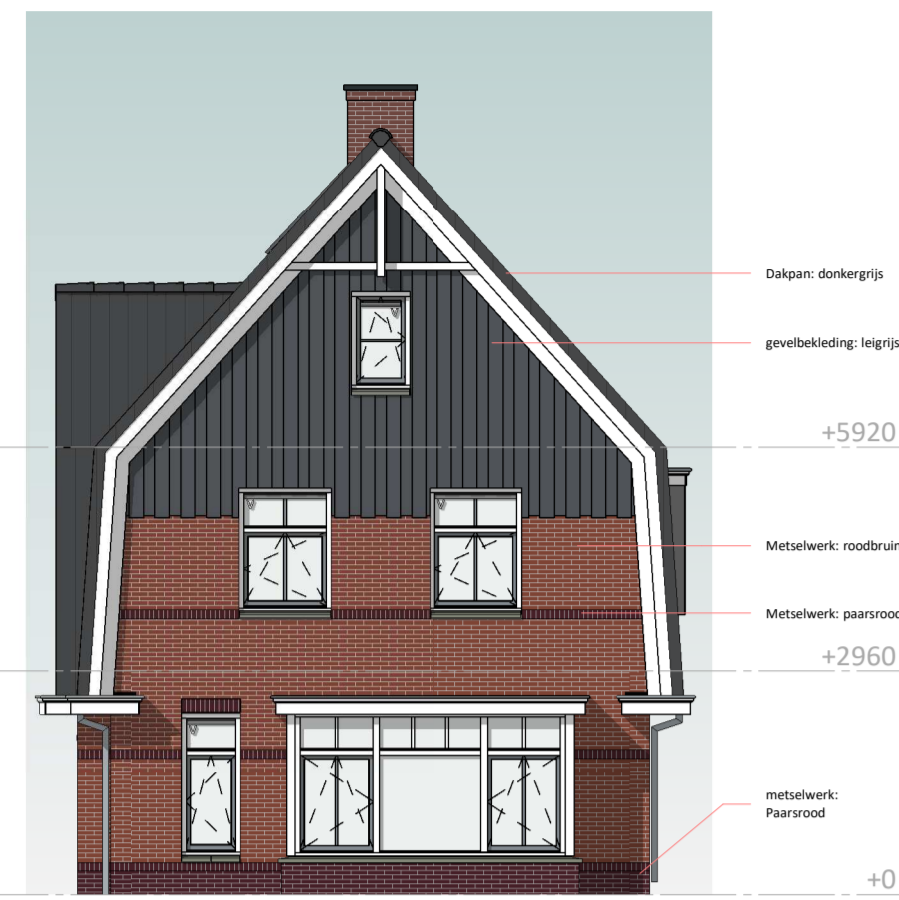 Dakpan: donkergrijs
gevelbekleding: leigrijs
+5920
Metselwerk: roodbruin
Metselwerk: paarsrood
+2960
metselwerk:
Paarsrood
+0